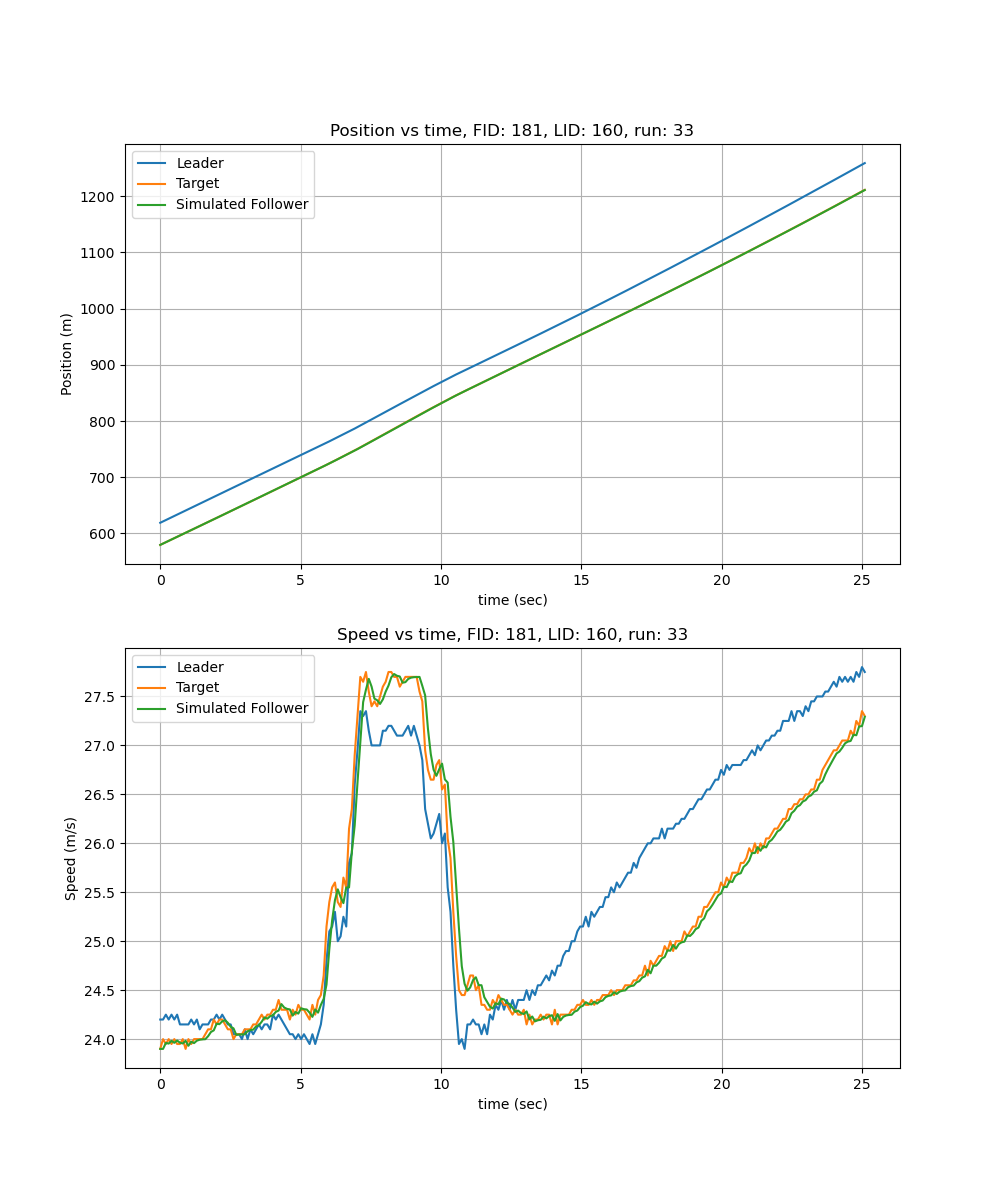 Position vs time, FID: 181, LID: 160, run: 33
Leader
Target
Simulated Follower
1200
1100
1000
900
800
700
600
Position (m)
0 5 10 15 20 25
time (sec)
Speed vs time, FID: 181, LID: 160, run: 33
Leader
Target
Simulated Follower
27.5
27.0
26.5
26.0
25.5
25.0
24.5
24.0
Speed (m/s)
0 5 10 15 20 25
time (sec)